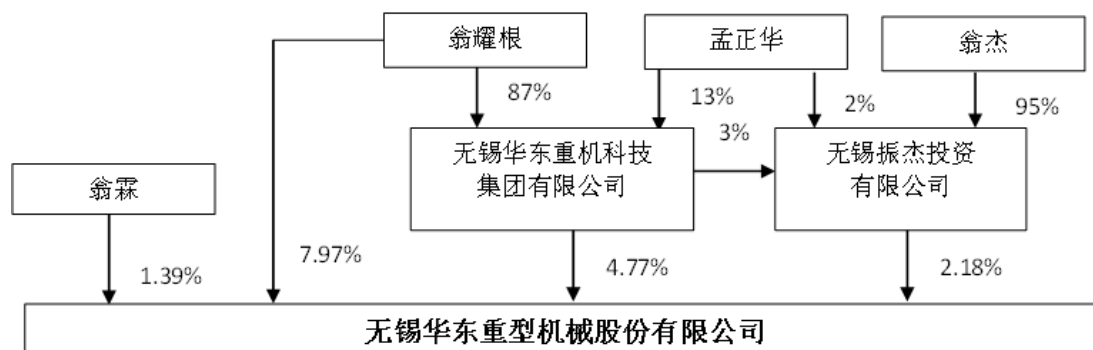 翁耀根
孟正华
翁杰
87%
13%
2%
95%
3%
无锡华东重机科技
集团有限公司
无锡振杰投资
有限公司
翁霖
1.39%
7.97%
4.77%
2.18%
无锡华东重型机械股份有限公司